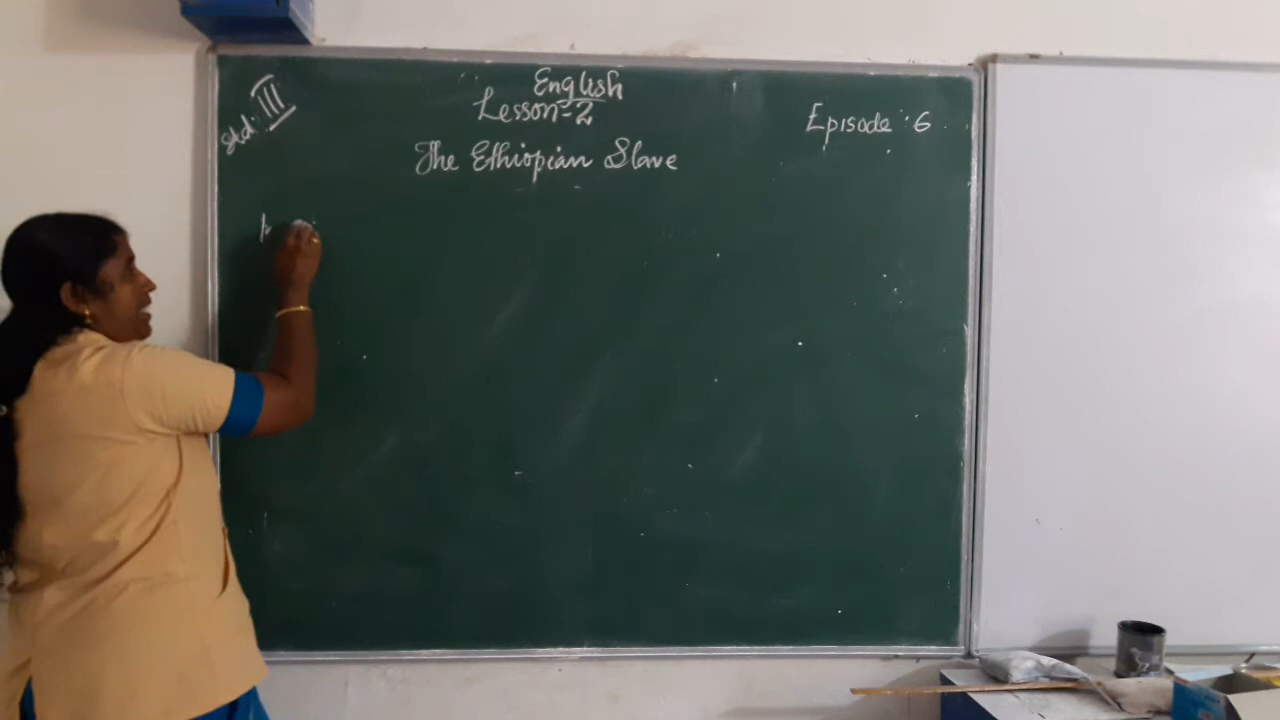 Std: III
English
Lesson-2
Episode : 6
The Ethiopian Slave